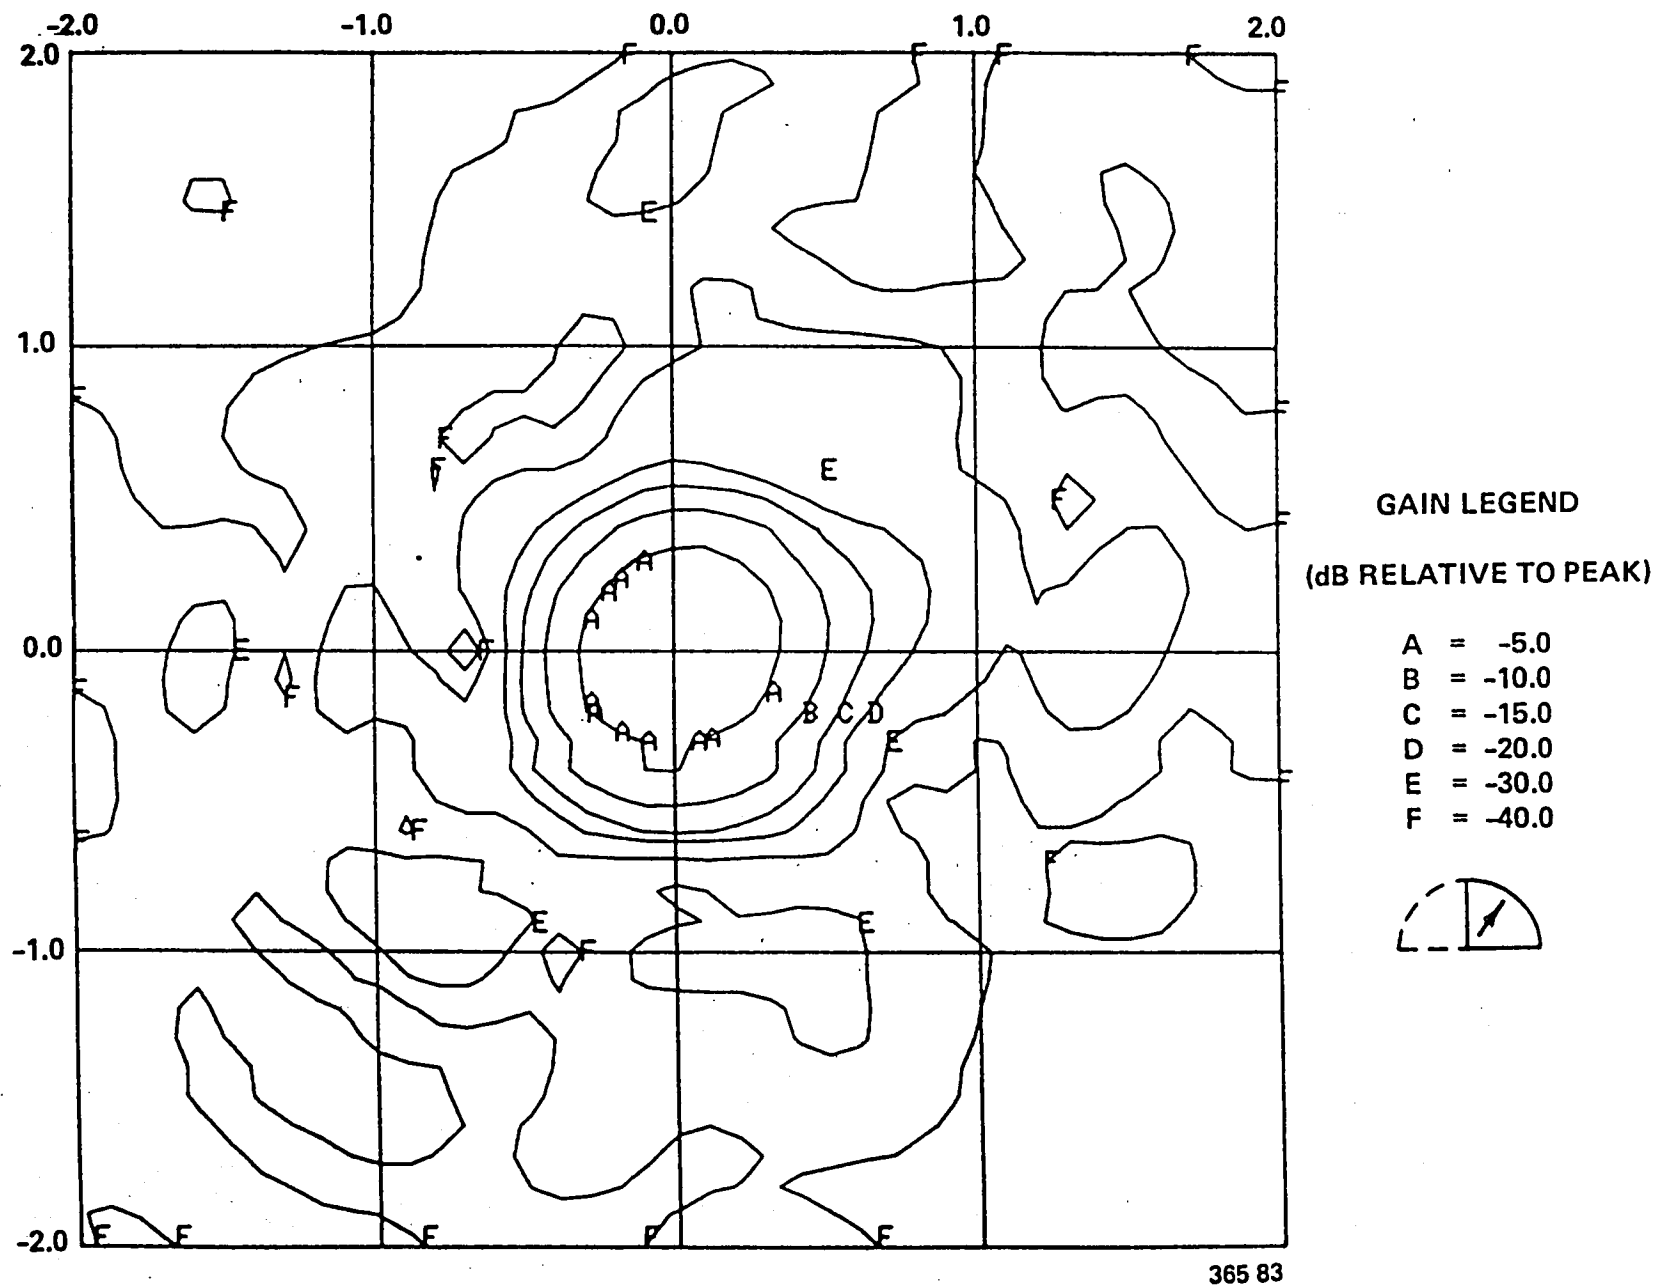 -2.0 -1.0 0.0 1.0 2.0
2.0 F F F F
F
F
E
1.0
F
F
F
F
E
F
F
F
GAIN LEGEND
(dB RELATIVE TO PEAK)
A
A
A
A
0.0 E F
F F
A
A
A
A
A
A A
B C D
E
F
A = -5.0
B = -10.0
C = -15.0
D = -20.0
E = -30.0
F = -40.0
F
F
F
E E
-1.0 F
-2.0 F F F F F
365 83